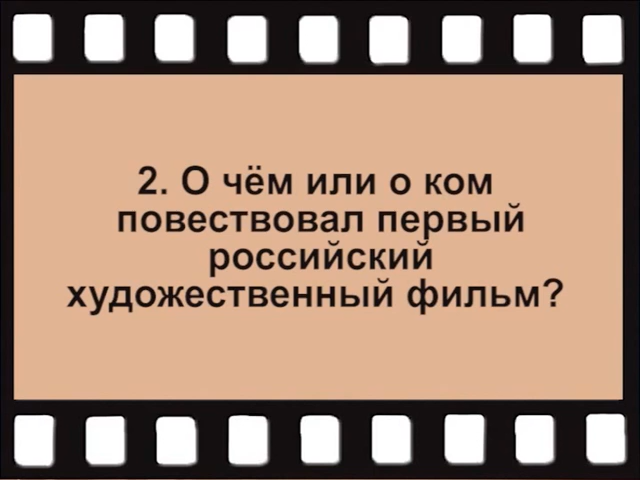 2. О чём или о ком
повествовал первый
российский
художественный фильм?